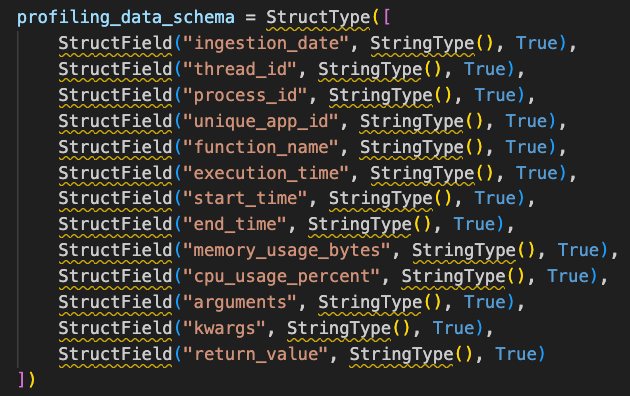 profiling_data_schema = StructType([
    StructField("ingestion_date", StringType(), True),
    StructField("thread_id", StringType(), True),
    StructField("process_id", StringType(), True),
    StructField("unique_app_id", StringType(), True),
    StructField("function_name", StringType(), True),
    StructField("execution_time", StringType(), True),
    StructField("start_time", StringType(), True),
    StructField("end_time", StringType(), True),
    StructField("memory_usage_bytes", StringType(), True),
    StructField("cpu_usage_percent", StringType(), True),
    StructField("arguments", StringType(), True),
    StructField("kwargs", StringType(), True),
    StructField("return_value", StringType(), True)
])